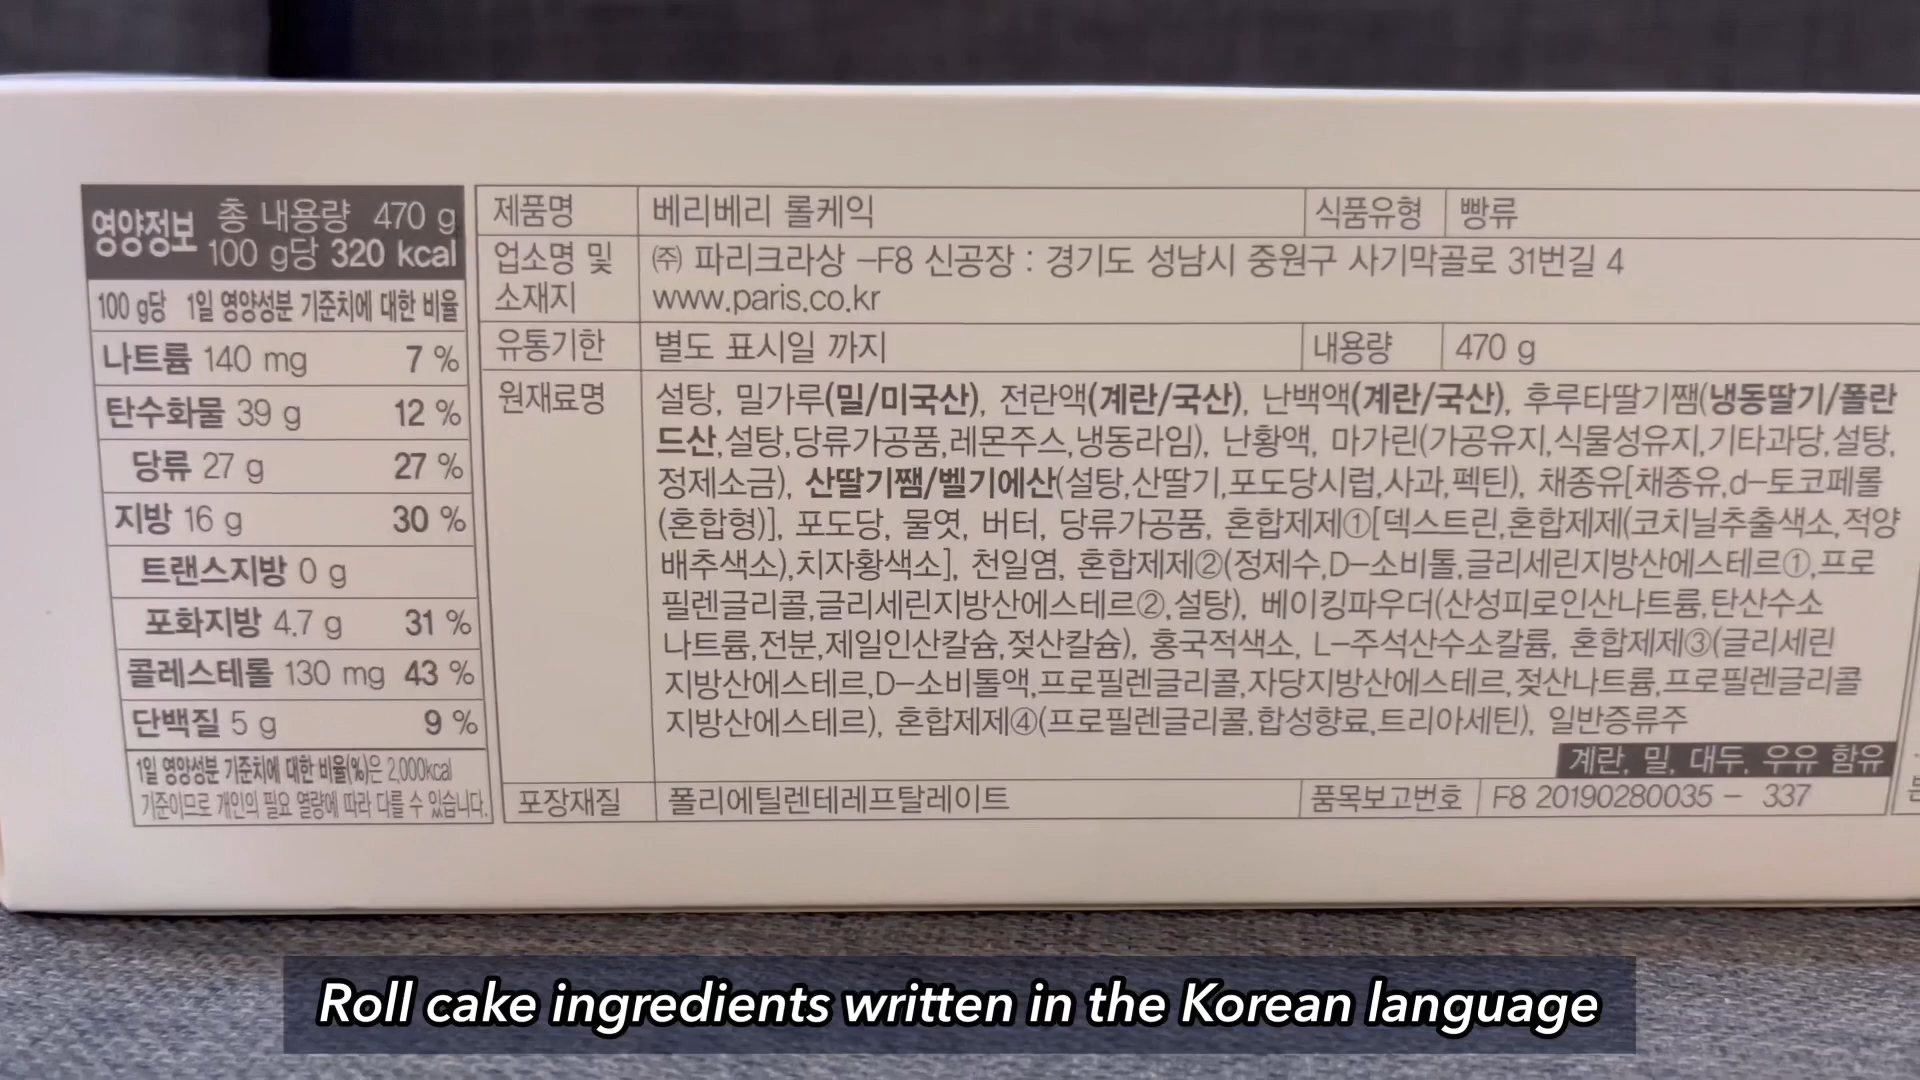 영양정보 총 내용량 470 g
100 g당 320 kcal
100 g당 1일 영양성분 기준치에 대한 비율
나트륨 140 mg 7 %
탄수화물 39 g 12 %
당류 27 g 27 %
지방 16 g 30 %
트랜스지방 0 g
포화지방 4.7 g 31 %
콜레스테롤 130 mg 43 %
단백질 5 g 9 %
1일 영양성분 기준치에 대한 비율(%)은 2,000kcal
기준이므로 개인의 필요 열량에 따라 다를 수 있습니다.
제품명 베리베리 롤케익 식품유형 빵류
업소명 및 소재지 ㈜ 파리크라상 –F8 신공장 : 경기도 성남시 중원구 사기막골로 31번길 4
www.paris.co.kr
유통기한 별도 표시일 까지 내용량 470 g
원재료명 설탕, 밀가루(밀/미국산), 전란액(계란/국산), 난백액(계란/국산), 후루타딸기쨈(냉동딸기/폴란
드산,설탕,당류가공품,레몬주스,냉동라임), 난황액, 마가린(가공유지,식물성유지,기타과당,설탕,
정제소금), 산딸기쨈/벨기에산(설탕,산딸기,포도당시럽,사과,펙틴), 채종유[채종유,d–토코페롤
(혼합형)], 포도당, 물엿, 버터, 당류가공품, 혼합제제①[덱스트린,혼합제제(코치닐추출색소,적양
배추색소),치자황색소], 천일염, 혼합제제②(정제수,D–소비톨,글리세린지방산에스테르①,프로
필렌글리콜,글리세린지방산에스테르②,설탕), 베이킹파우더(산성피로인산나트륨,탄산수소
나트륨,전분,제일인산칼슘,젖산칼슘), 홍국적색소, L–주석산수소칼륨, 혼합제제③(글리세린
지방산에스테르,D–소비톨액,프로필렌글리콜,자당지방산에스테르,젖산나트륨,프로필렌글리콜
지방산에스테르), 혼합제제④(프로필렌글리콜,합성향료,트리아세틴), 일반증류주
계란, 밀, 대두, 우유 함유
포장재질 폴리에틸렌테레프탈레이트 품목보고번호 F8 20190280035 – 337
Roll cake ingredients written in the Korean language